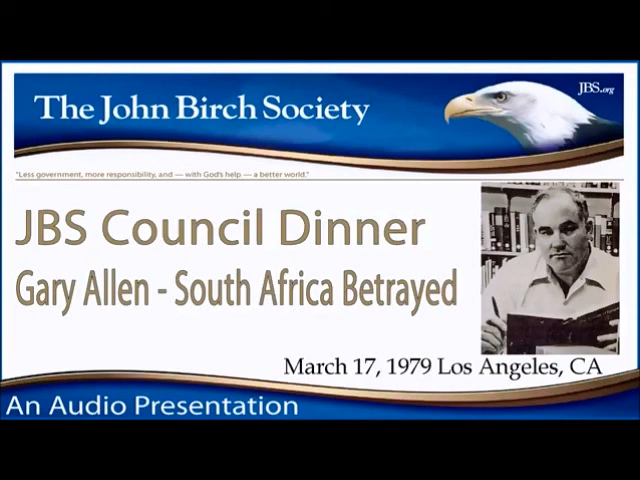 The John Birch Society
JBS.org
"Less government, more responsibility, and — with God's help — a better world."
JBS Council Dinner
Gary Allen - South Africa Betrayed
March 17, 1979 Los Angeles, CA
An Audio Presentation